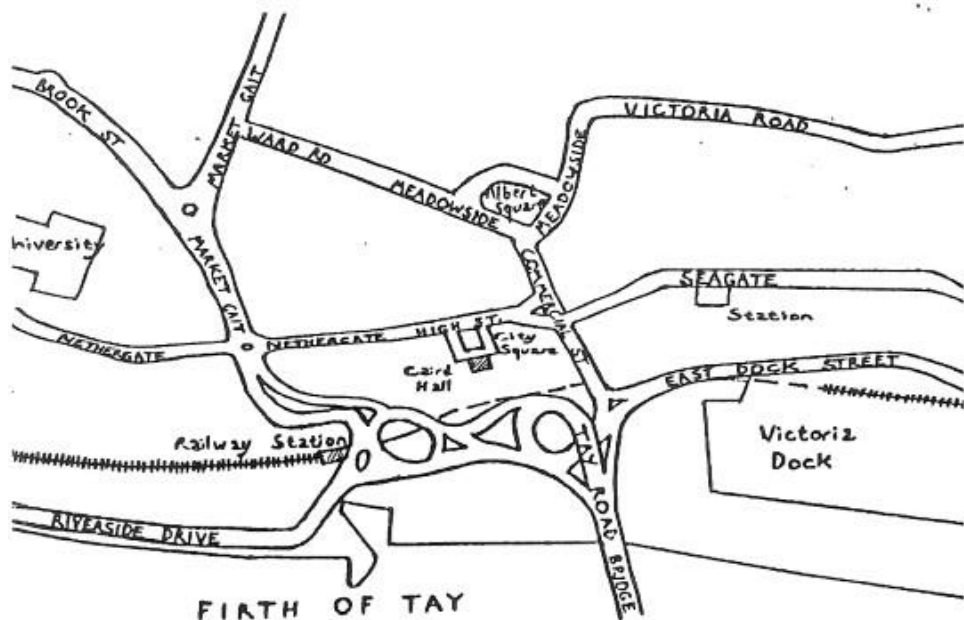 BROOK ST
MARKET GAIT
WARD RD
MEADOWSIDE
Albert
Square
MEADOWSIDE
VICTORIA ROAD
niversity
MARKET GAIT
COMMERCIAL ST
SEAGATE
Station
NETHERGATE
NETHERGATE
HIGH ST.
City
Square
Caird
Hall
EAST DOCK STREET
Railway Station
Victoria
Dock
TAY ROAD BRIDGE
RIVERSIDE DRIVE
FIRTH OF TAY